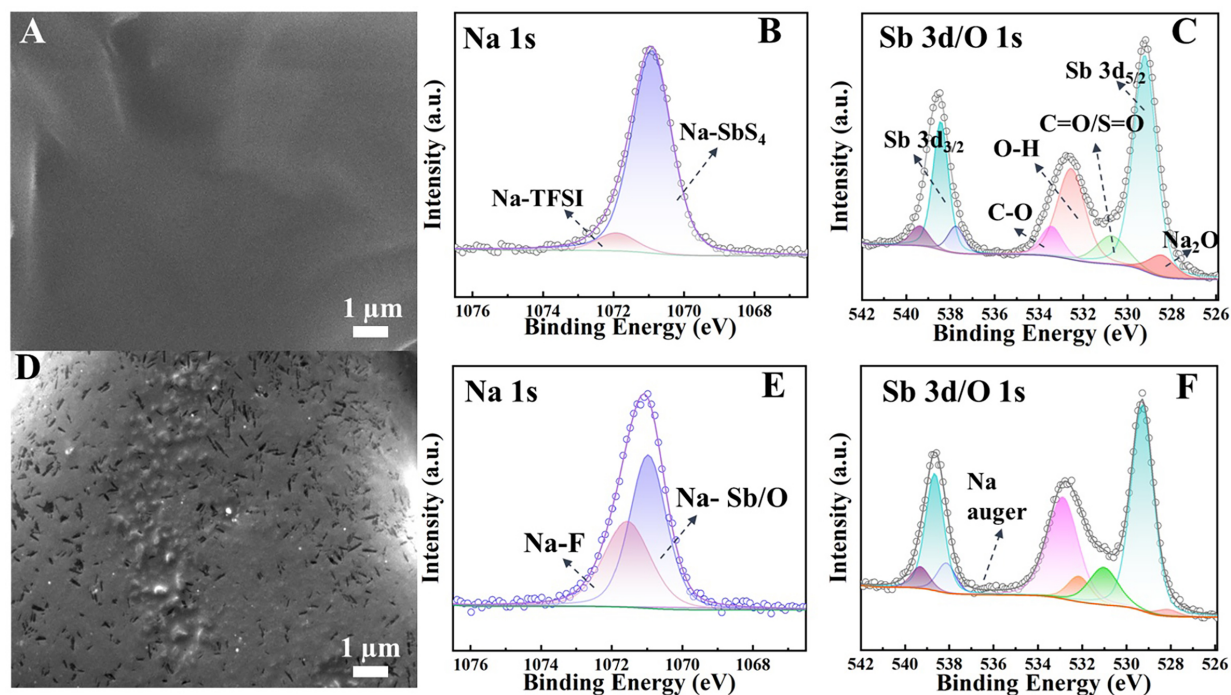 A
1 μm
Na 1s
B
Na-SbS₄
Na-TFSI
Intensity (a.u.)
1076 1074 1072 1070 1068
Binding Energy (eV)
Sb 3d/O 1s
C
Sb 3d₅/₂
C=O/S=O
Sb 3d₃/₂
O-H
C-O
Na₂O
Intensity (a.u.)
542 540 538 536 534 532 530 528 526
Binding Energy (eV)
D
1 μm
Na 1s
E
Na- Sb/O
Na-F
Intensity (a.u.)
1076 1074 1072 1070 1068
Binding Energy (eV)
Sb 3d/O 1s
F
Na
auger
Intensity (a.u.)
542 540 538 536 534 532 530 528 526
Binding Energy (eV)